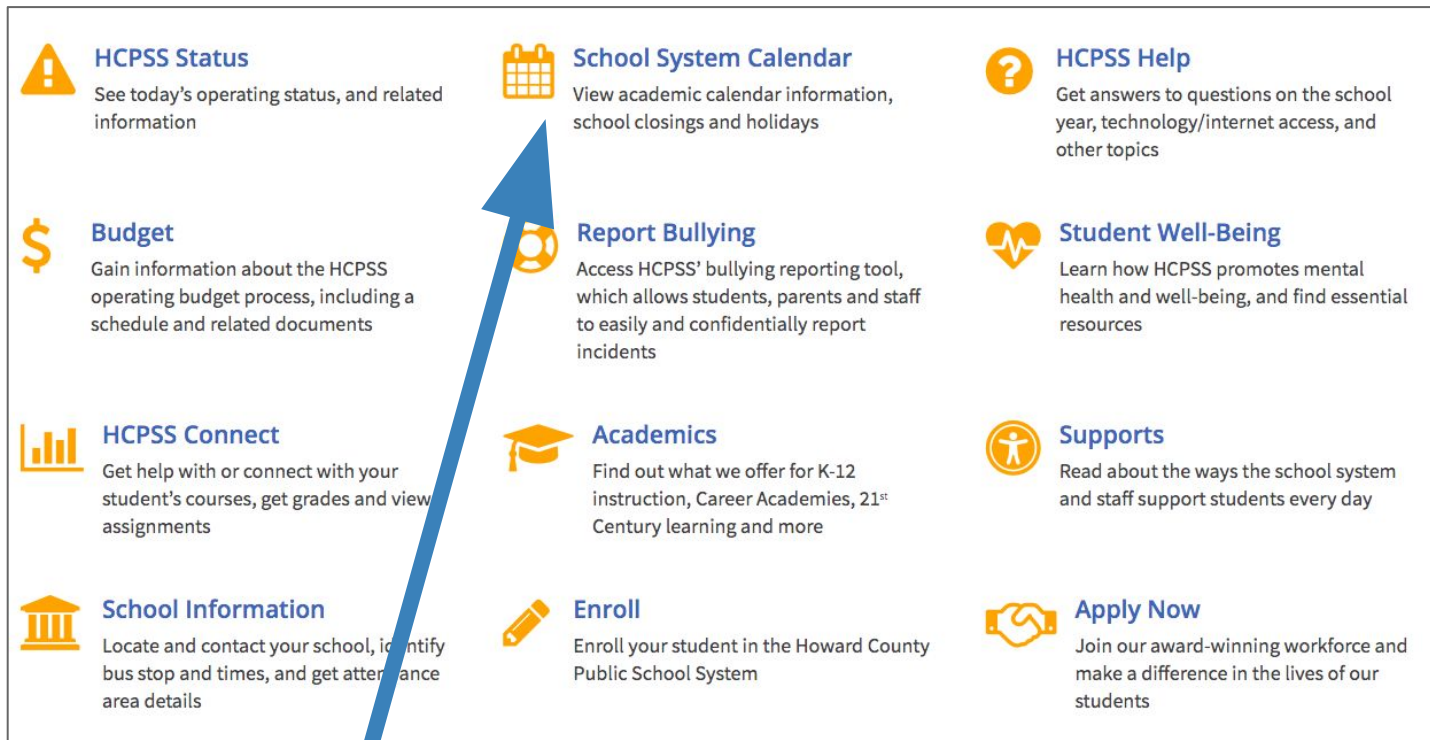 HCPSS Status
See today's operating status, and related
information
School System Calendar
View academic calendar information,
school closings and holidays
HCPSS Help
Get answers to questions on the school
year, technology/internet access, and
other topics
Budget
Gain information about the HCPSS
operating budget process, including a
schedule and related documents
Report Bullying
Access HCPSS' bullying reporting tool,
which allows students, parents and staff
to easily and confidentially report
incidents
Student Well-Being
Learn how HCPSS promotes mental
health and well-being, and find essential
resources
HCPSS Connect
Get help with or connect with your
student's courses, get grades and view
assignments
Academics
Find out what we offer for K-12
instruction, Career Academies, 21st
Century learning and more
Supports
Read about the ways the school system
and staff support students every day
School Information
Locate and contact your school, identify
bus stop and times, and get attendance
area details
Enroll
Enroll your student in the Howard County
Public School System
Apply Now
Join our award-winning workforce and
make a difference in the lives of our
students